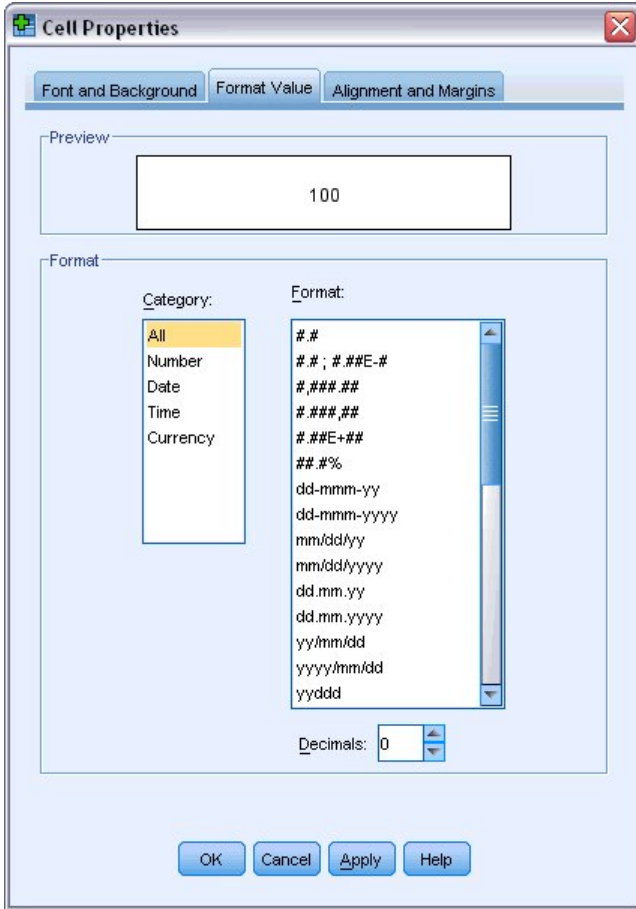 Cell Properties
Font and Background
Format Value
Alignment and Margins
Preview
100
Format
Category:
All
Number
Date
Time
Currency
Format:
#.#
#.# ; #.##E-#
#,###.##
#.###,##
#.##E+##
##.#%
dd-mmm-yy
dd-mmm-yyyy
mm/dd/yy
mm/dd/yyyy
dd.mm.yy
dd.mm.yyyy
yy/mm/dd
yyyy/mm/dd
yyddd
Decimals: 0
OK
Cancel
Apply
Help